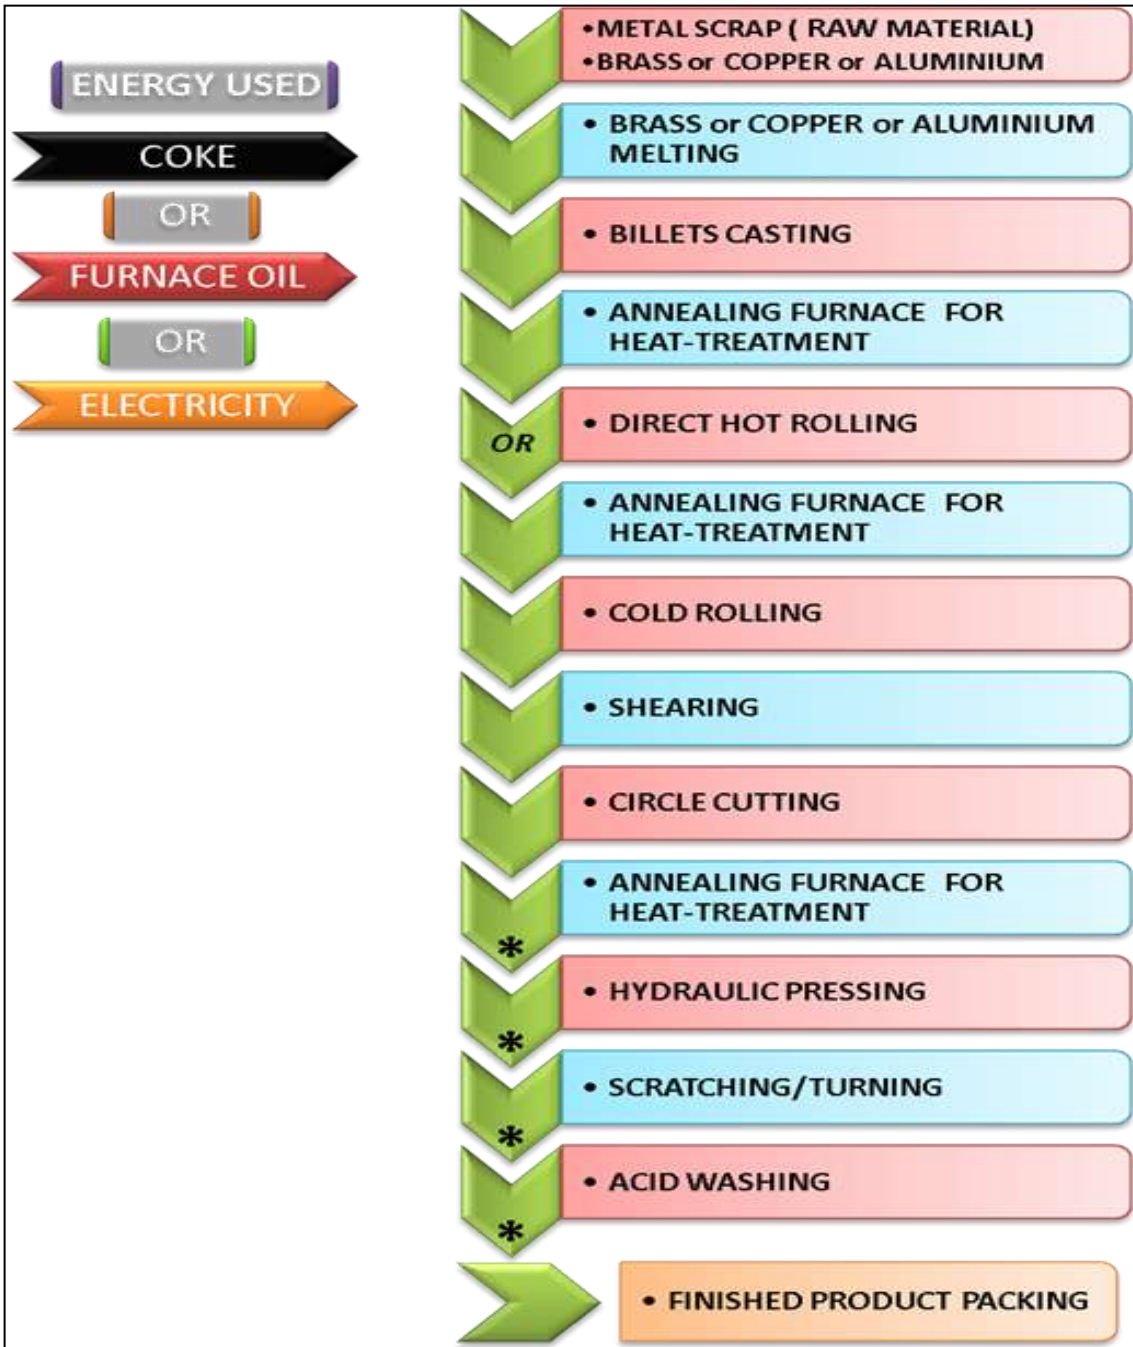 ENERGY USED
COKE
OR
FURNACE OIL
OR
ELECTRICITY
•METAL SCRAP ( RAW MATERIAL)
•BRASS or COPPER or ALUMINIUM
• BRASS or COPPER or ALUMINIUM
MELTING
• BILLETS CASTING
• ANNEALING FURNACE FOR
HEAT-TREATMENT
OR
• DIRECT HOT ROLLING
• ANNEALING FURNACE FOR
HEAT-TREATMENT
• COLD ROLLING
• SHEARING
• CIRCLE CUTTING
• ANNEALING FURNACE FOR
HEAT-TREATMENT
*
• HYDRAULIC PRESSING
*
• SCRATCHING/TURNING
*
• ACID WASHING
*
• FINISHED PRODUCT PACKING